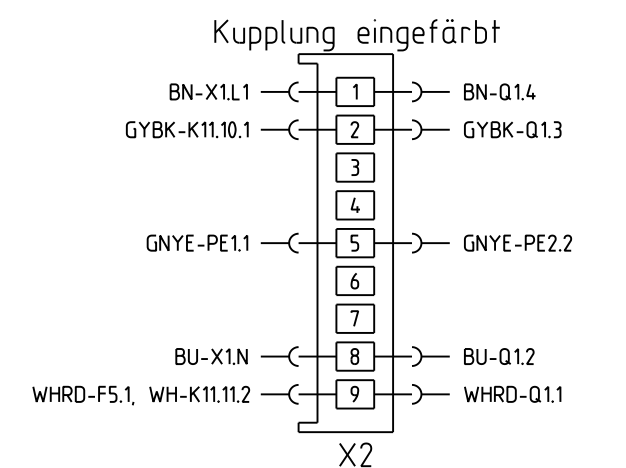 Kupplung eingefärbt
BN-X1.L1 1 BN-Q1.4
GYBK-K11.10.1 2 GYBK-Q1.3
3
4
GNYE-PE1.1 5 GNYE-PE2.2
6
7
BU-X1.N 8 BU-Q1.2
WHRD-F5.1, WH-K11.11.2 9 WHRD-Q1.1
X2